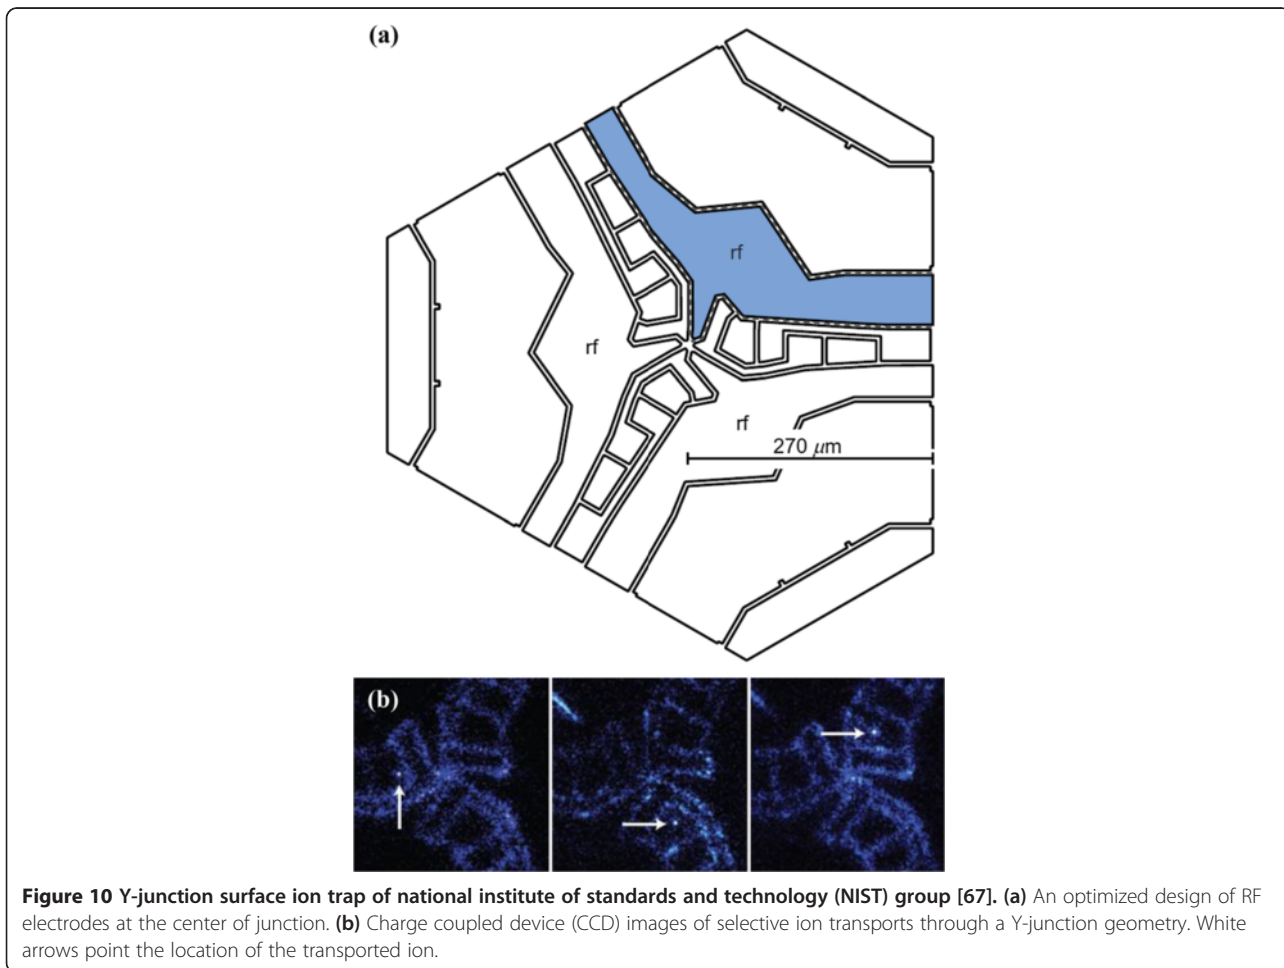 (a)
rf
rf
rf
270 μm
(b)
Figure 10 Y-junction surface ion trap of national institute of standards and technology (NIST) group [67]. (a) An optimized design of RF
electrodes at the center of junction. (b) Charge coupled device (CCD) images of selective ion transports through a Y-junction geometry. White
arrows point the location of the transported ion.